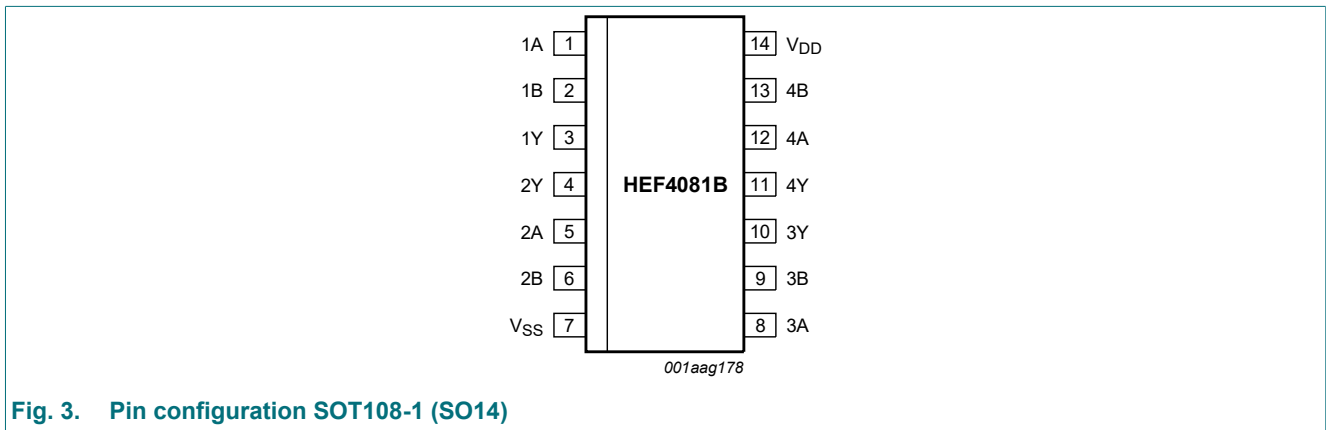 1A 1 14 VDD
1B 2 13 4B
1Y 3 12 4A
2Y 4 HEF4081B 11 4Y
2A 5 10 3Y
2B 6 9 3B
VSS 7 8 3A
001aag178
Fig. 3. Pin configuration SOT108-1 (SO14)